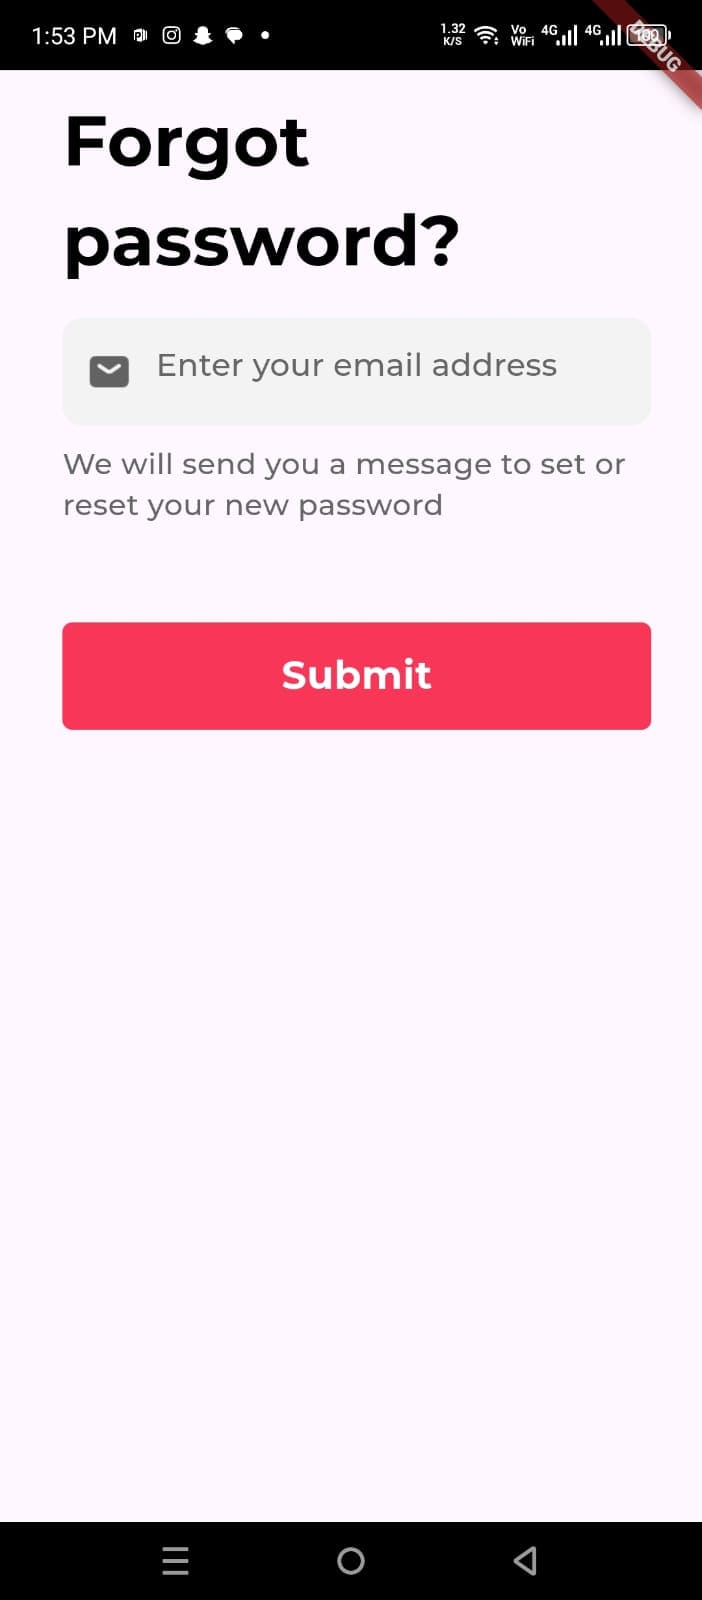 1:53 PM
1.32
K/S
Vo
WiFi
4G
4G
100
DEBUG
Forgot
password?
Enter your email address
We will send you a message to set or
reset your new password
Submit